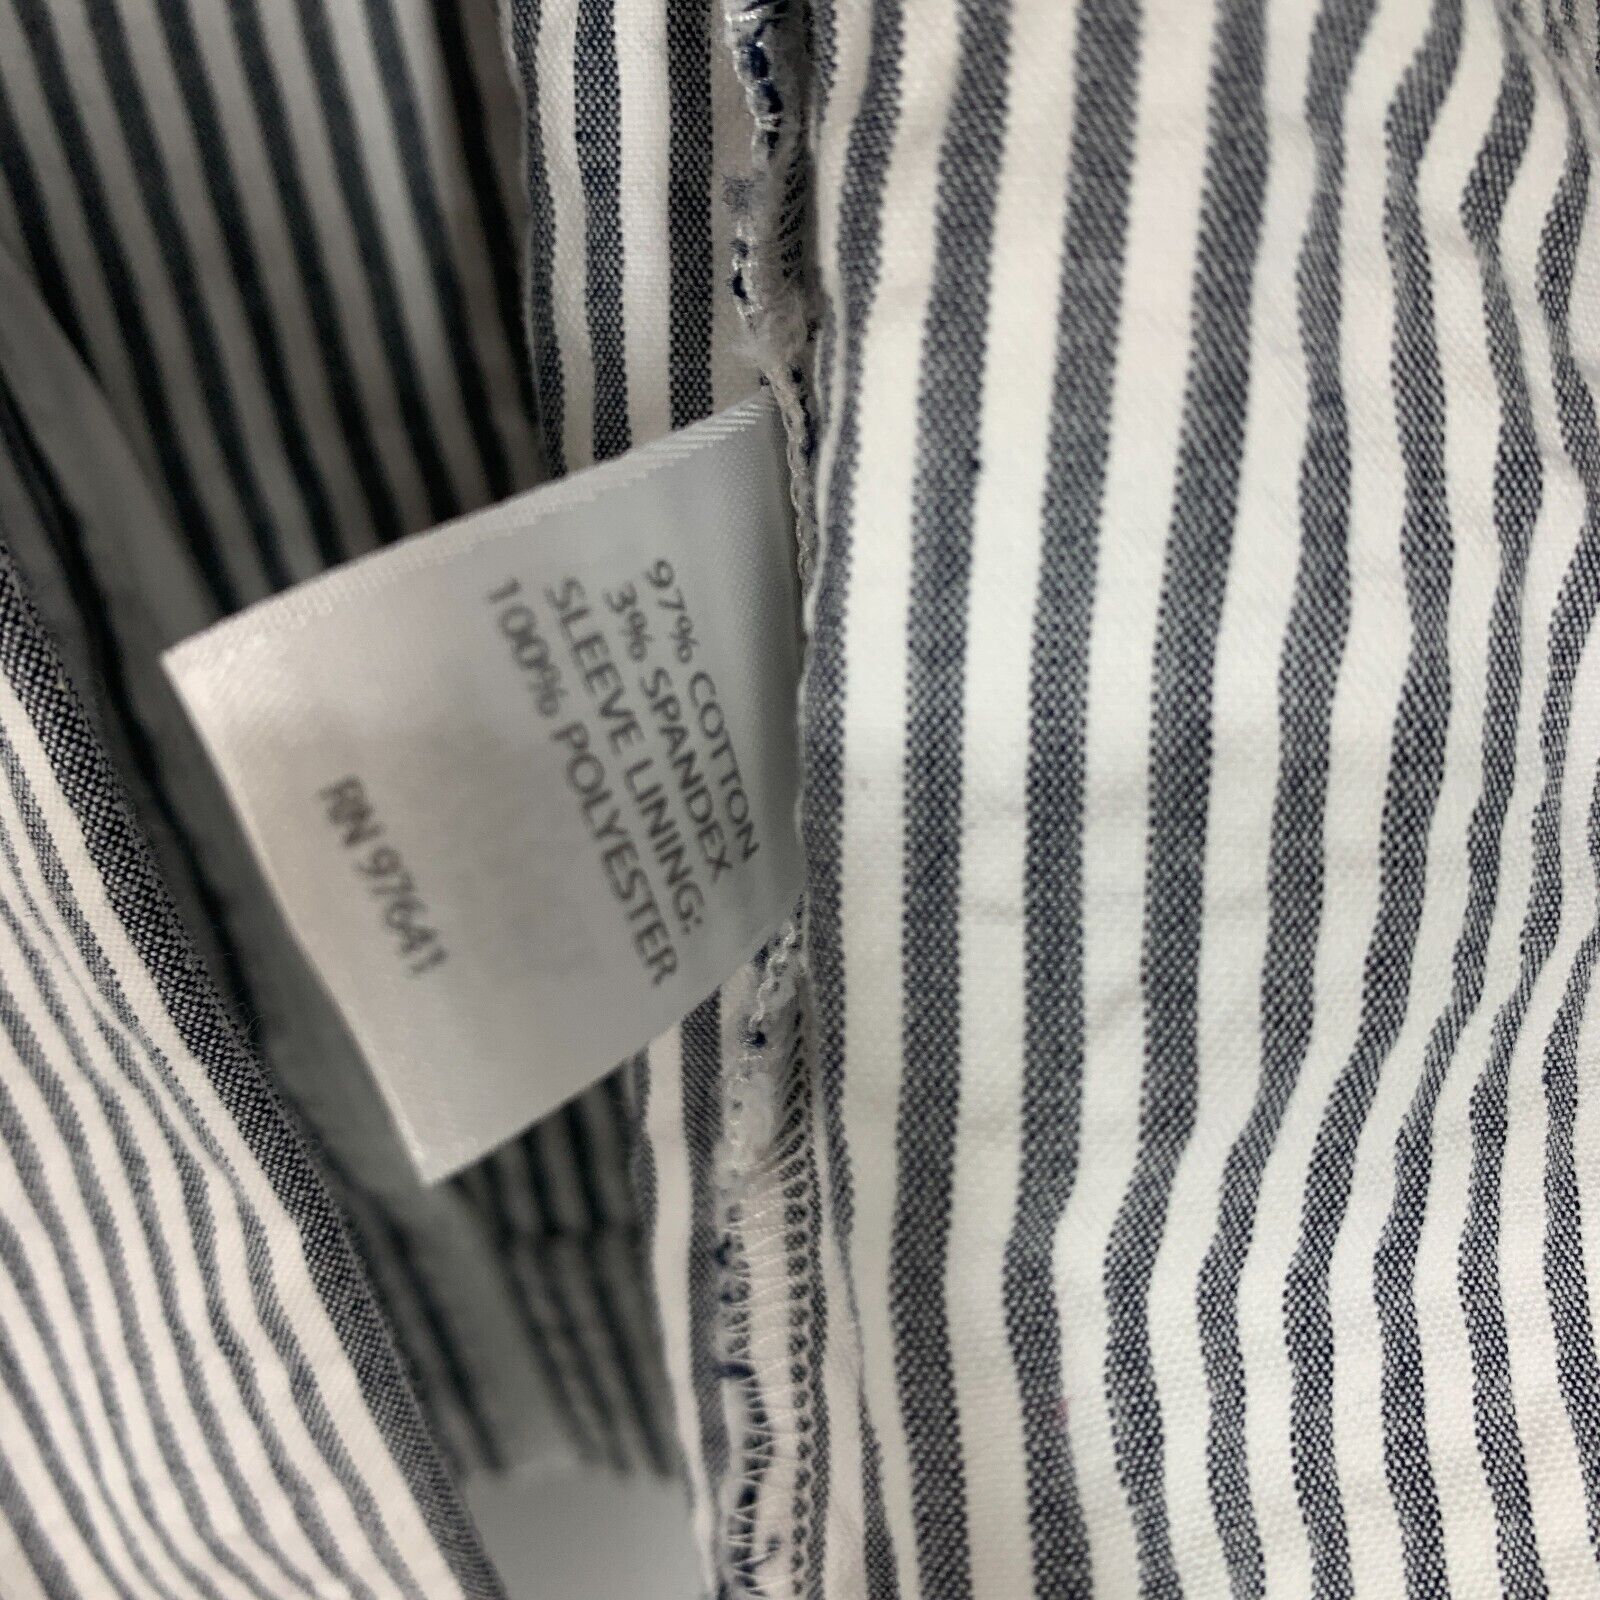 97% COTTON
3% SPANDEX
SLEEVE LINING:
100% POLYESTER
RN 97641